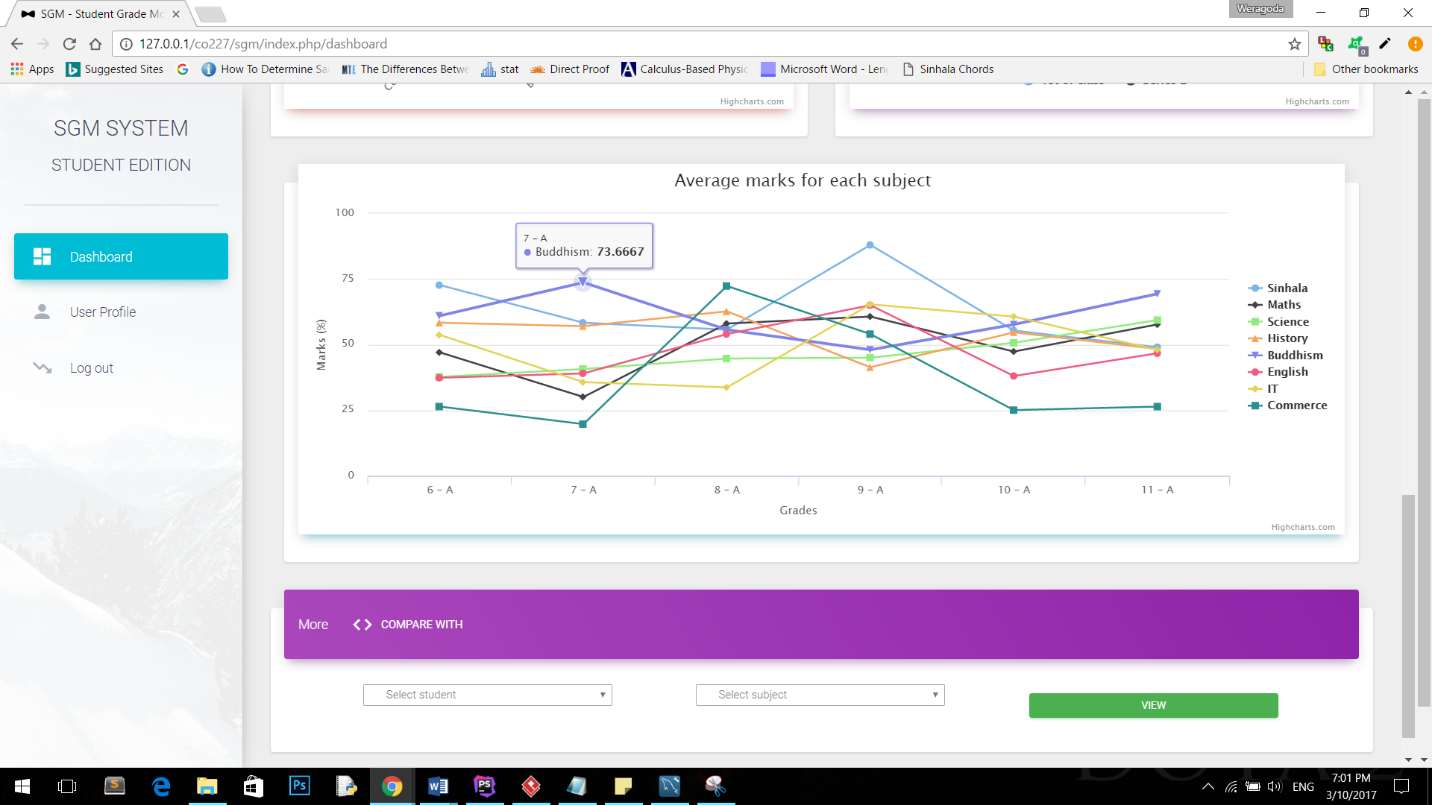 SGM - Student Grade Mo
Weragoda
127.0.0.1/co227/sgm/index.php/dashboard
0
Apps
Suggested Sites
How To Determine Sa
The Differences Betwe
stat
Direct Proof
Calculus-Based Physic
Microsoft Word - Len
Sinhala Chords
Other bookmarks
SGM SYSTEM
STUDENT EDITION
Dashboard
User Profile
Log out
Highcharts.com
Highcharts.com
Average marks for each subject
100
75
50
25
0
Marks (%)
7 – A
Buddhism: 73.6667
6 – A
7 – A
8 – A
9 – A
10 – A
11 – A
Grades
Sinhala
Maths
Science
History
Buddhism
English
IT
Commerce
Highcharts.com
More
COMPARE WITH
Select student
Select subject
VIEW
ENG
7:01 PM
3/10/2017